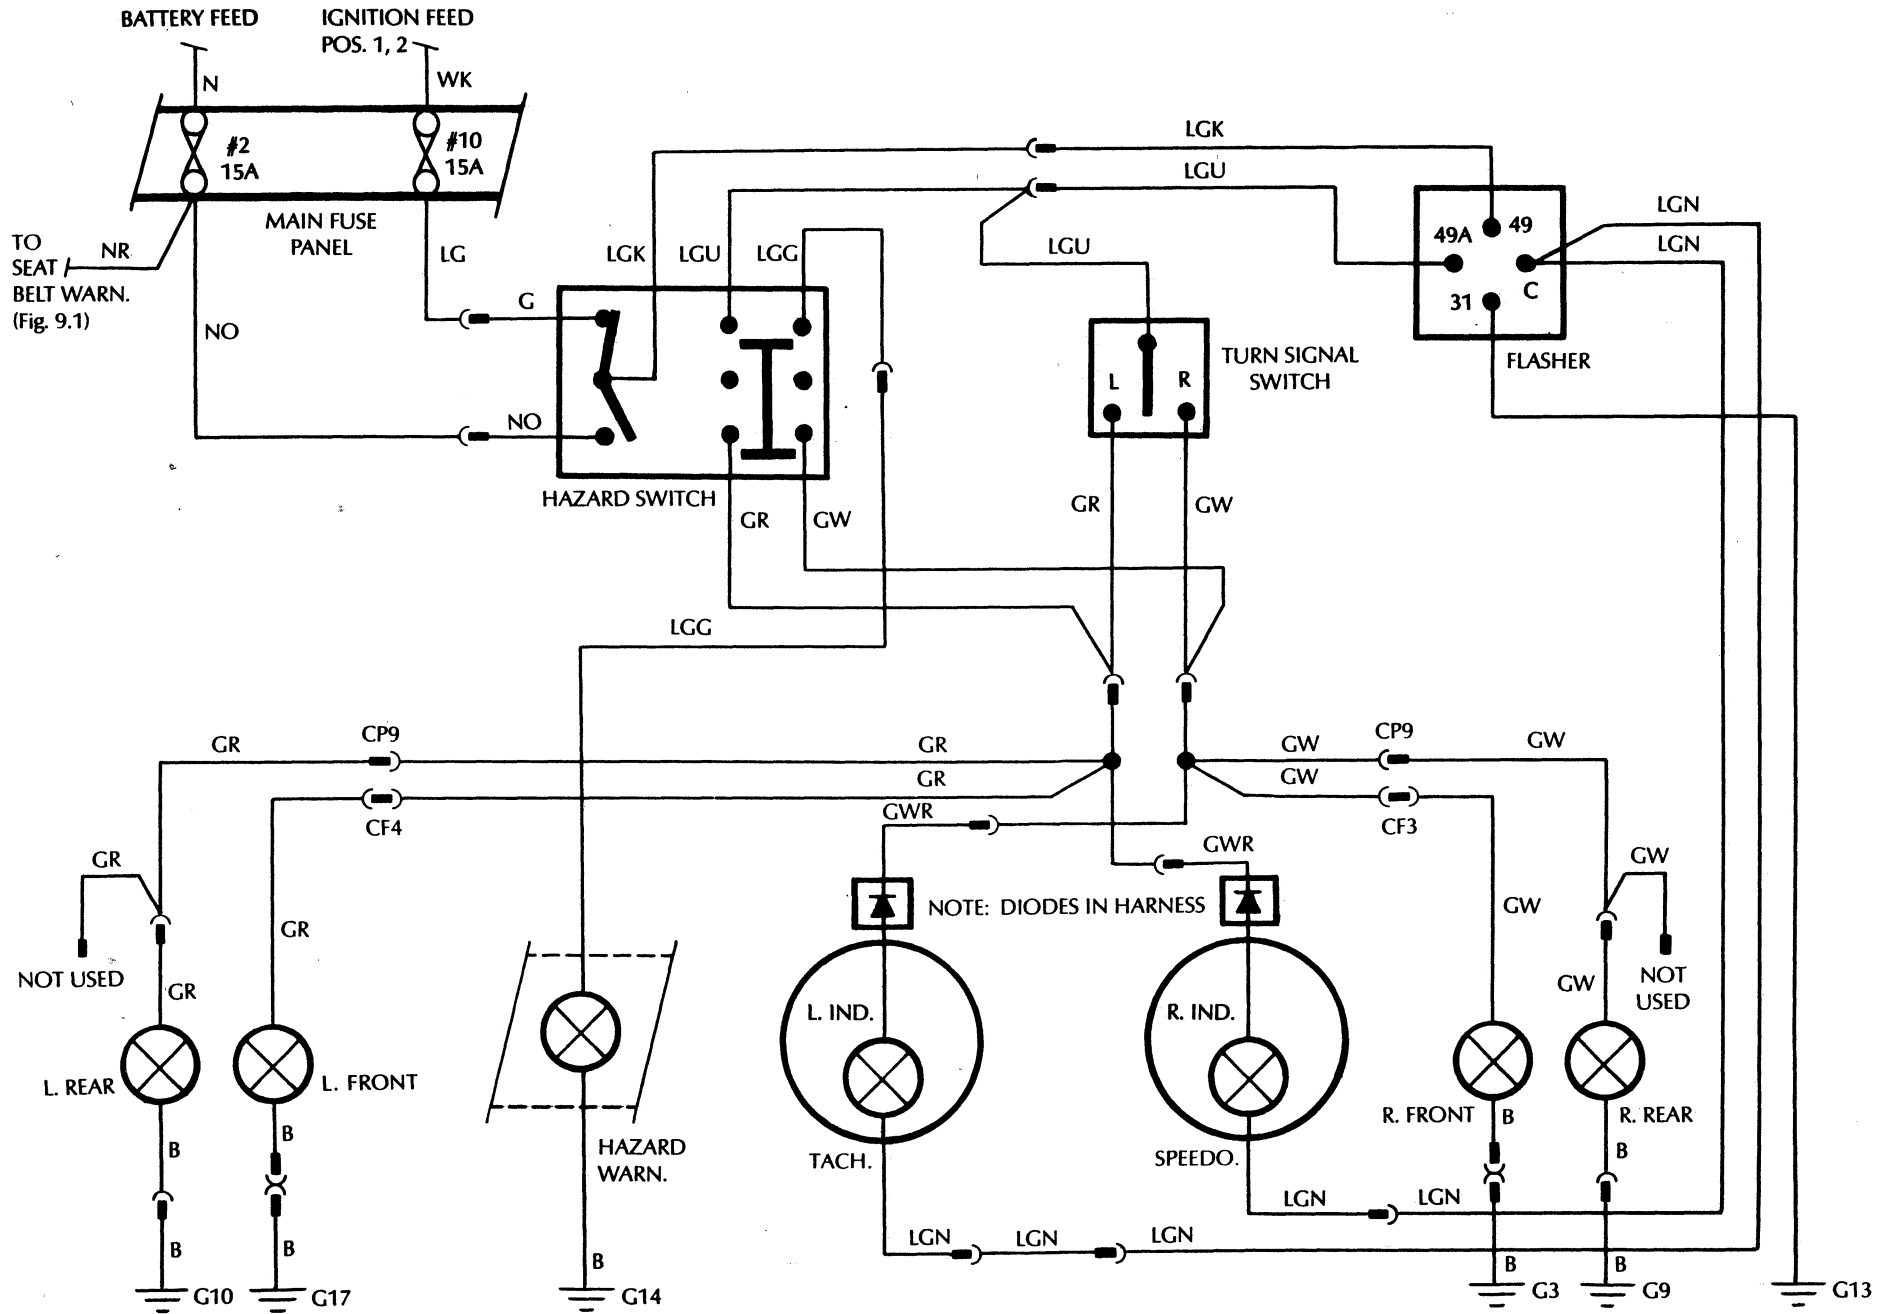 BATTERY FEED
IGNITION FEED
POS. 1, 2
N
WK
#2
15A
#10
15A
MAIN FUSE
PANEL
TO
SEAT
BELT WARN.
(Fig. 9.1)
NR
NO
LG
G
NO
LGK
LGU
LGG
LGK
LGU
LGU
HAZARD SWITCH
GR
GW
L
R
TURN SIGNAL
SWITCH
GR
GW
49A
49
31
C
FLASHER
LGN
LGN
LGG
GR
CP9
GR
GR
CF4
GWR
GW
CP9
GW
GW
CF3
GWR
GR
NOT USED
GR
GR
L. REAR
L. FRONT
B
B
B
B
G10
G17
HAZARD
WARN.
B
G14
NOTE: DIODES IN HARNESS
L. IND.
TACH.
R. IND.
SPEEDO.
GW
GW
GW
NOT
USED
R. FRONT
R. REAR
B
B
LGN
LGN
LGN
LGN
LGN
B
B
G3
G9
G13